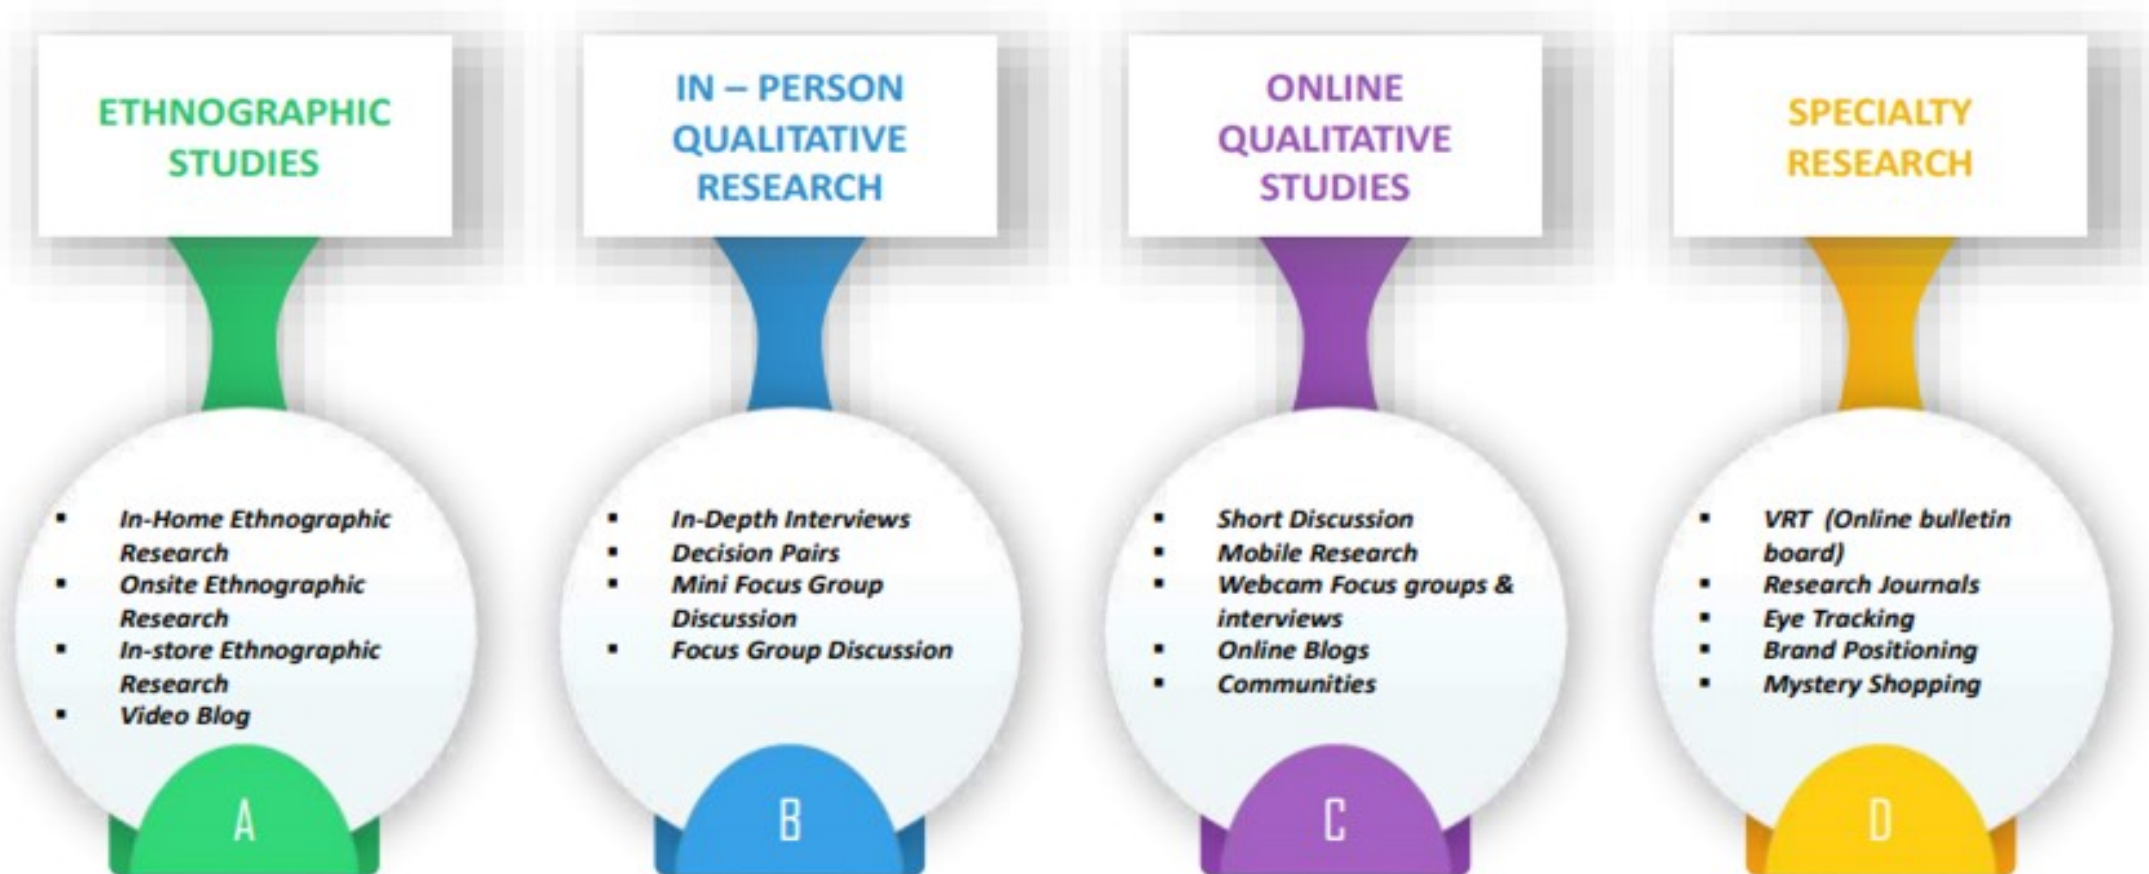 ETHNOGRAPHIC
STUDIES
▪ In-Home Ethnographic
Research
▪ Onsite Ethnographic
Research
▪ In-store Ethnographic
Research
▪ Video Blog
A
IN – PERSON
QUALITATIVE
RESEARCH
▪ In-Depth Interviews
▪ Decision Pairs
▪ Mini Focus Group
Discussion
▪ Focus Group Discussion
B
ONLINE
QUALITATIVE
STUDIES
▪ Short Discussion
▪ Mobile Research
▪ Webcam Focus groups &
interviews
▪ Online Blogs
▪ Communities
C
SPECIALTY
RESEARCH
▪ VRT (Online bulletin
board)
▪ Research Journals
▪ Eye Tracking
▪ Brand Positioning
▪ Mystery Shopping
D